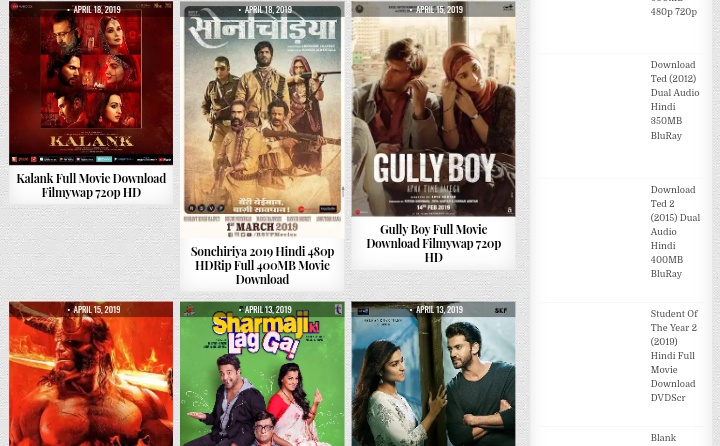 • APRIL 18, 2019
KALANK
Kalank Full Movie Download
Filmywap 720p HD
• APRIL 18, 2019
सोनचिड़िया
बैरी बेईमान,
बागी सावधान।
RSVP
1st MARCH 2019
Sonchiriya 2019 Hindi 480p
HDRip Full 400MB Movie
Download
• APRIL 15, 2019
GULLY BOY
APNA TIME AAYEGA
14TH FEB 2019
Gully Boy Full Movie
Download Filmywap 720p
HD
• APRIL 15, 2019
• APRIL 13, 2019
Sharmaji ki
Lag Gai
• APRIL 13, 2019
SKF
480p 720p
Download
Ted (2012)
Dual Audio
Hindi
350MB
BluRay
Download
Ted 2
(2015) Dual
Audio
Hindi
400MB
BluRay
Student Of
The Year 2
(2019)
Hindi Full
Movie
Download
DVDScr
Blank